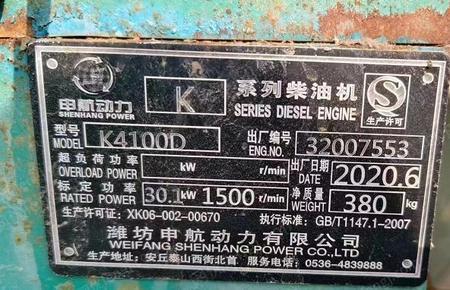 申航动力
SHENHANG POWER
K
系列柴油机
SERIES DIESEL ENGINE
生产许可
型号
MODEL
K4100D
出厂编号
ENG.NO.
32007553
超负荷功率
OVERLOAD POWER
kW
r/min
出厂日期
DATE
2020.6
标定功率
RATED POWER
30.1kW 1500r/min
净质量
WEIGHT
380kg
生产许可证：XK06-002-00670
执行标准：GB/T1147.1-2007
潍坊申航动力有限公司
WEIFANG SHENHANG POWER CO.,LTD
生产地址：安丘泰山西街北首
服务电话：0536-4839888